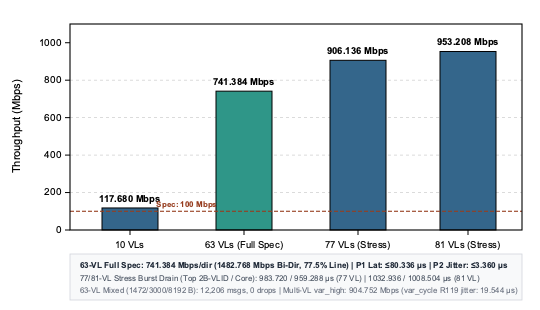 953.208 Mbps
906.136 Mbps
741.384 Mbps
117.680 Mbps
Spec: 100 Mbps
Throughput (Mbps)
1000
800
600
400
200
0
10 VLs
63 VLs (Full Spec)
77 VLs (Stress)
81 VLs (Stress)
63-VL Full Spec: 741.384 Mbps/dir (1482.768 Mbps Bi-Dir, 77.5% Line) | P1 Lat: ≤80.336 µs | P2 Jitter: ≤3.360 µs
77/81-VL Stress Burst Drain (Top 2B-VLID / Core): 983.720 / 959.288 µs (77 VL) | 1032.936 / 1008.504 µs (81 VL)
63-VL Mixed (1472/3000/8192 B): 12,206 msgs, 0 drops | Multi-VL var_high: 904.752 Mbps (var_cycle R119 jitter: 19.544 µs)